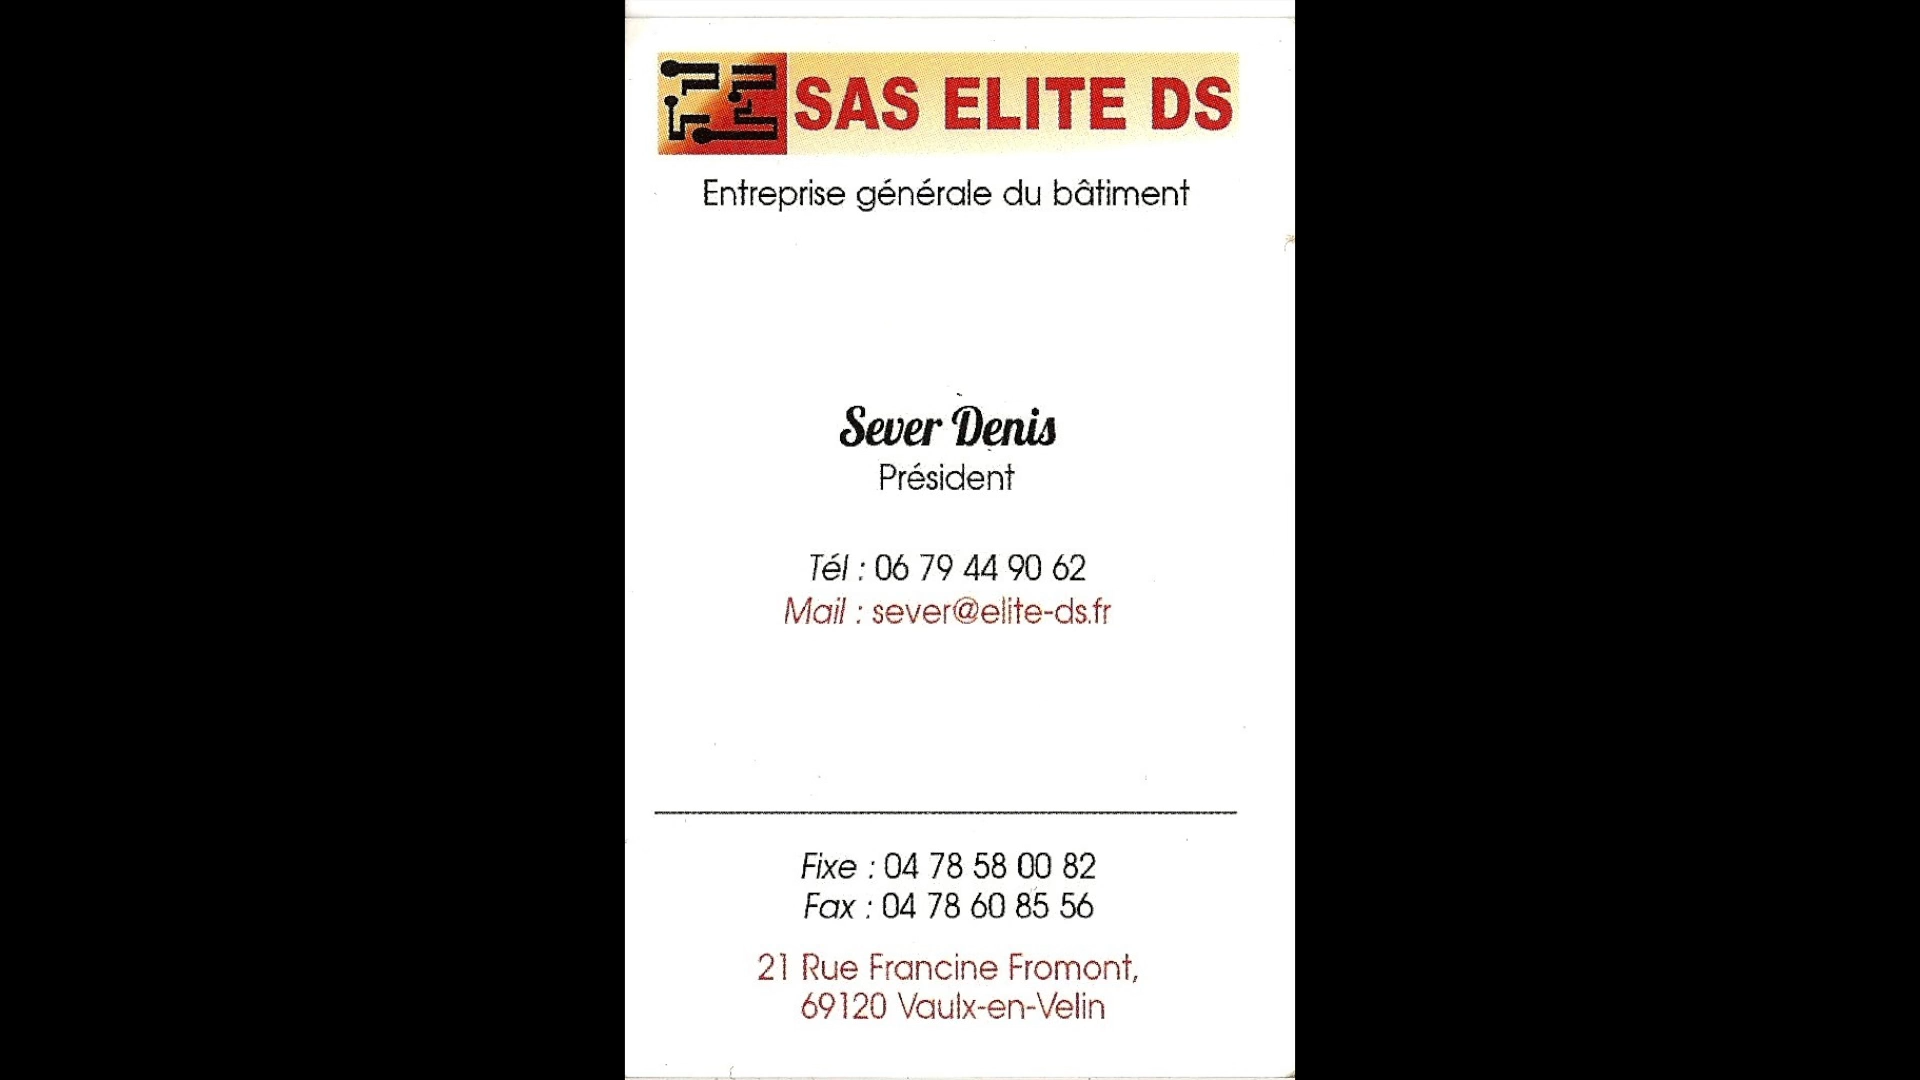 SAS ELITE DS
Entreprise générale du bâtiment
Sever Denis
Président
Tél : 06 79 44 90 62
Mail : sever@elite-ds.fr
Fixe : 04 78 58 00 82
Fax : 04 78 60 85 56
21 Rue Francine Fromont,
69120 Vaulx-en-Velin